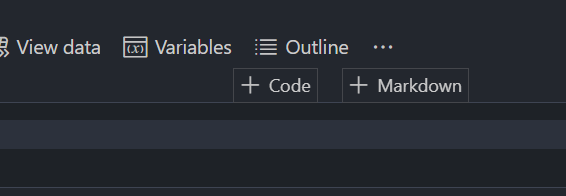 View data Variables Outline ...
+ Code + Markdown